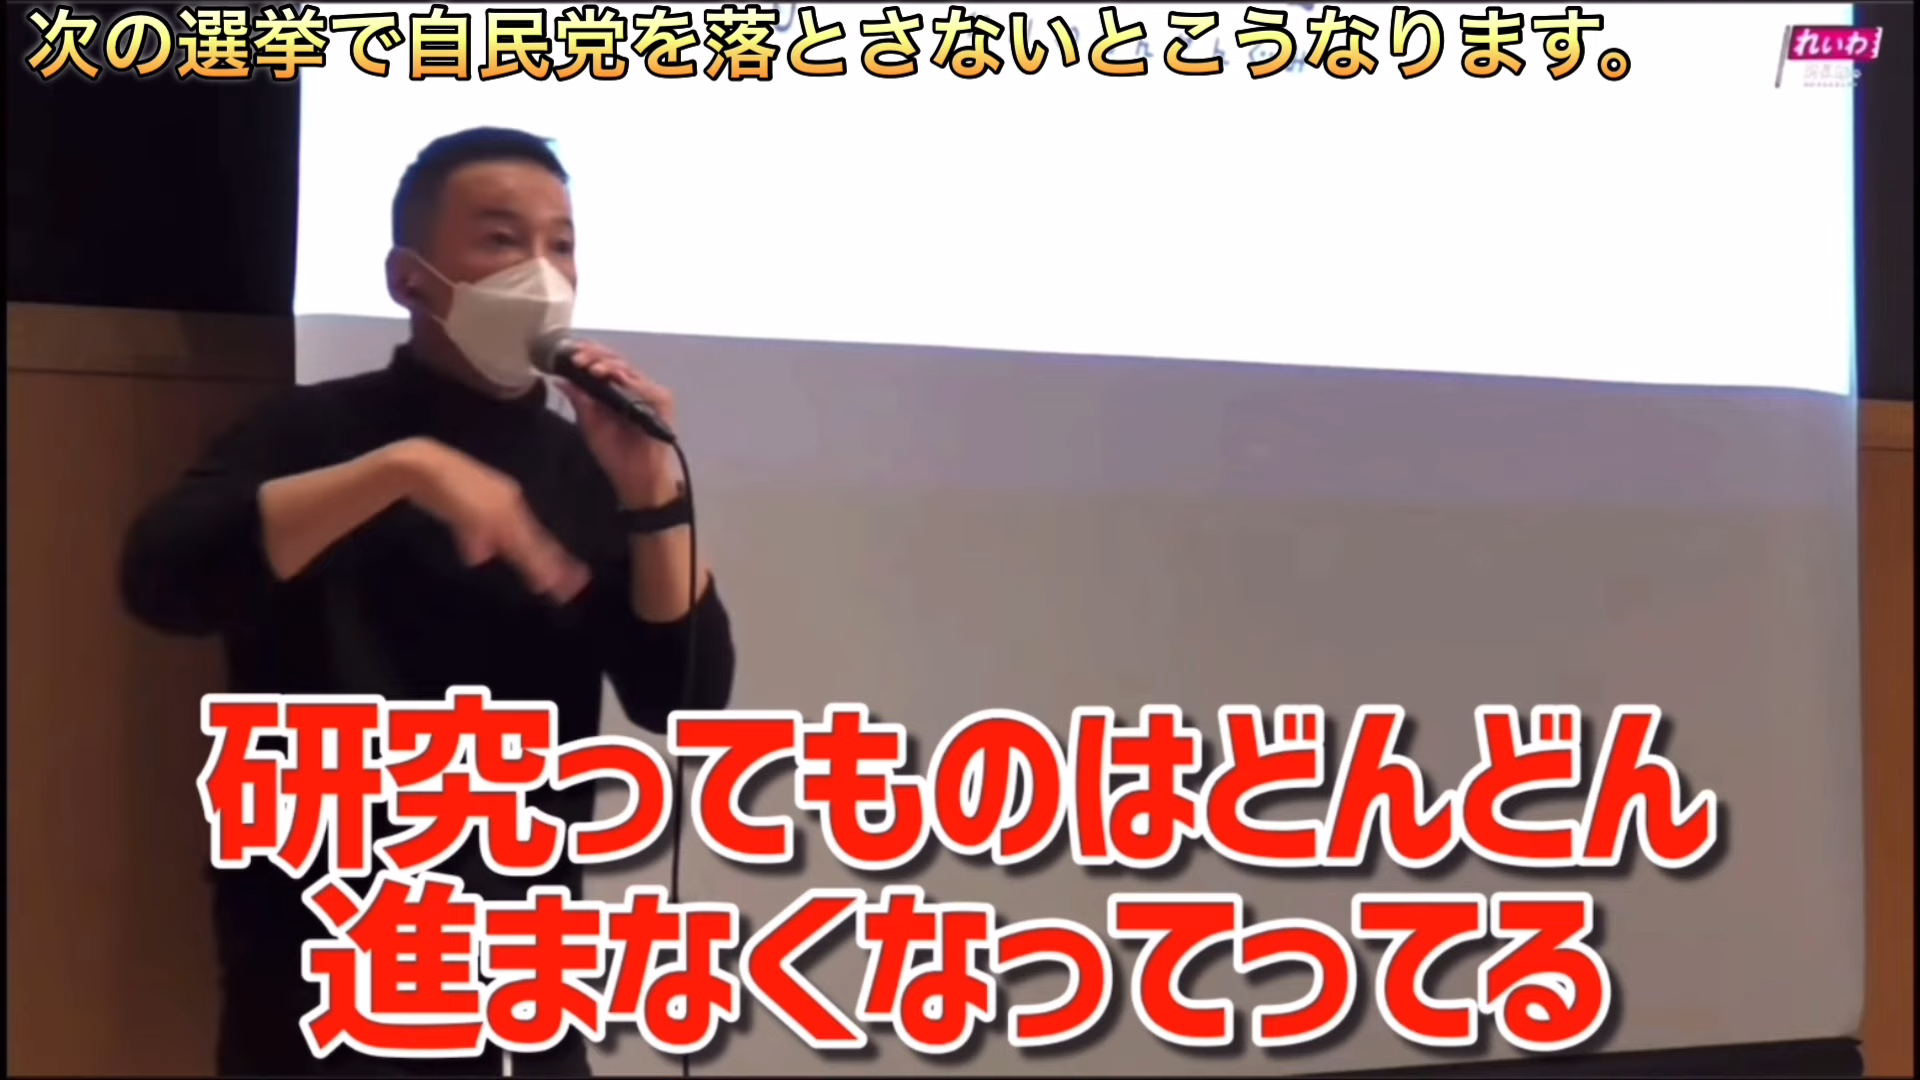 次の選挙で自民党を落とさないとこうなります。
れいわ
研究ってものはどんどん
進まなくなってってる